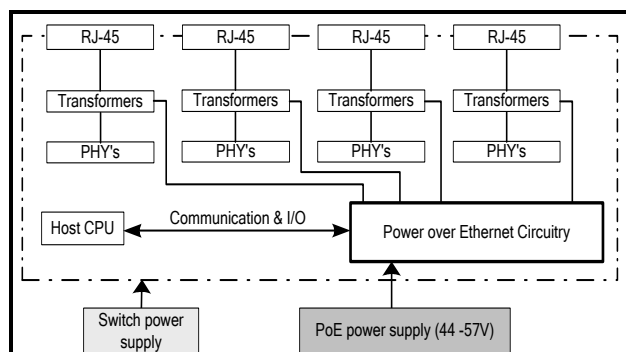 RJ-45 RJ-45 RJ-45 RJ-45
Transformers Transformers Transformers Transformers
PHY's PHY's PHY's PHY's
Communication & I/O
Host CPU
Power over Ethernet Circuitry
Switch power
supply
PoE power supply (44 -57V)